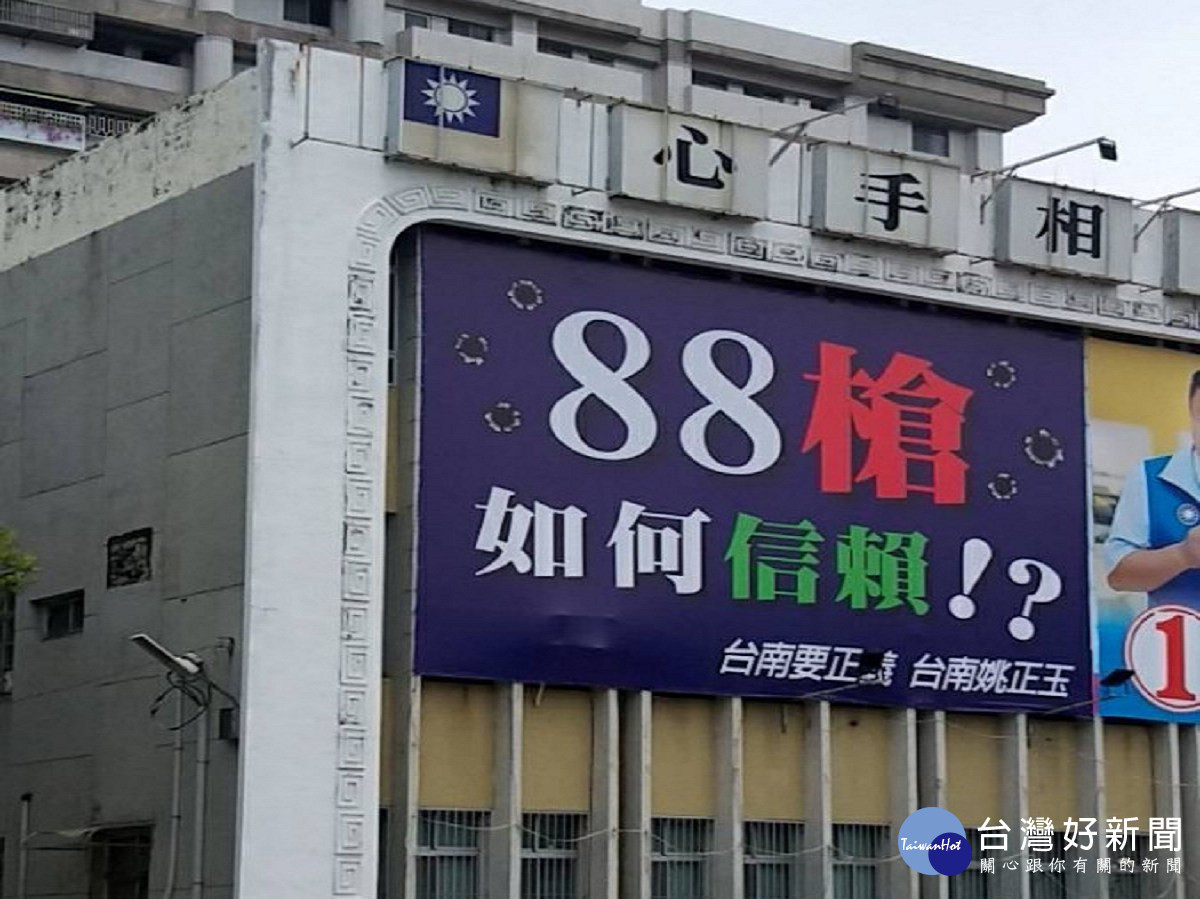 心手相
88槍
如何信賴!?
台南要正義 台南姚正玉
1
TaiwanHot
台灣好新聞
關心跟你有關的新聞